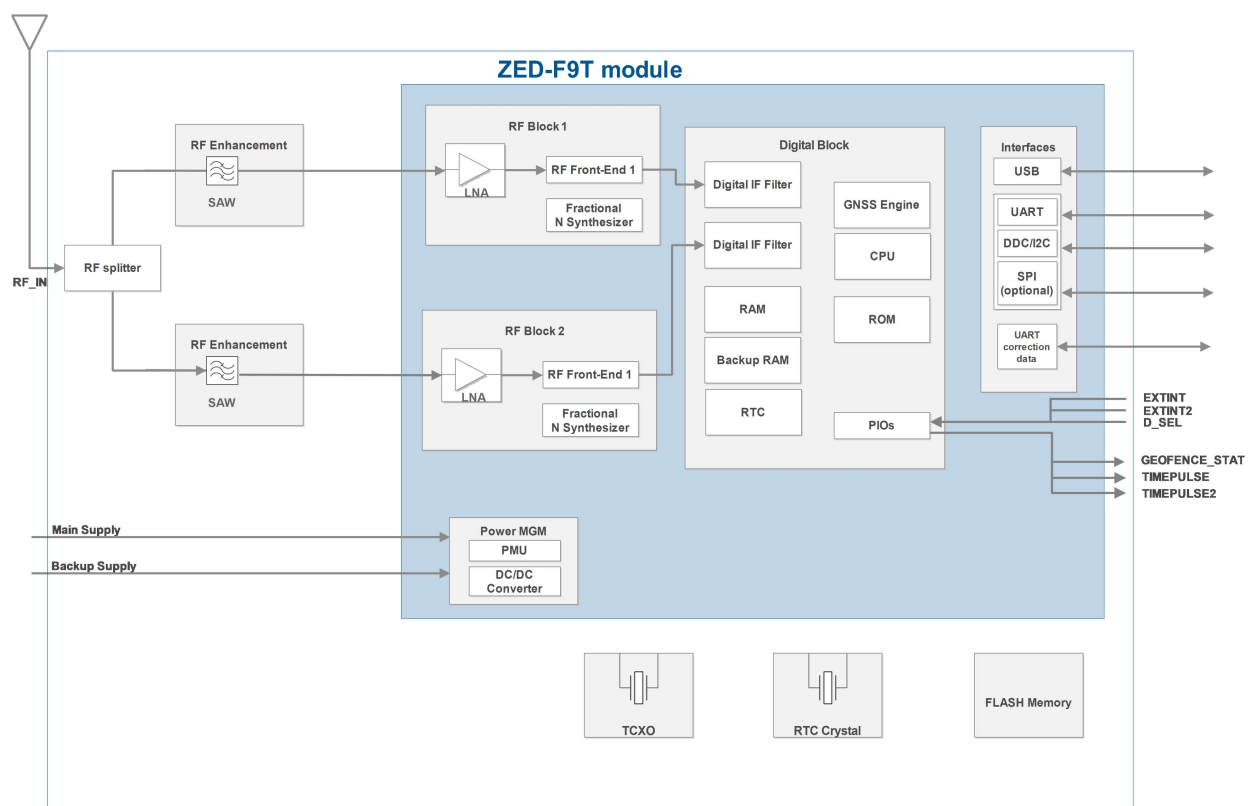 ZED-F9T module
RF Enhancement
SAW
RF splitter
RF_IN
RF Enhancement
SAW
RF Block 1
LNA
RF Front-End 1
Fractional
N Synthesizer
RF Block 2
LNA
RF Front-End 1
Fractional
N Synthesizer
Digital Block
Digital IF Filter
Digital IF Filter
RAM
Backup RAM
RTC
GNSS Engine
CPU
ROM
PIOs
Interfaces
USB
UART
DDC/I2C
SPI
(optional)
UART
correction
data
EXTINT
EXTINT2
D_SEL
GEOFENCE_STAT
TIMEPULSE
TIMEPULSE2
Main Supply
Backup Supply
Power MGM
PMU
DC/DC
Converter
TCXO
RTC Crystal
FLASH Memory